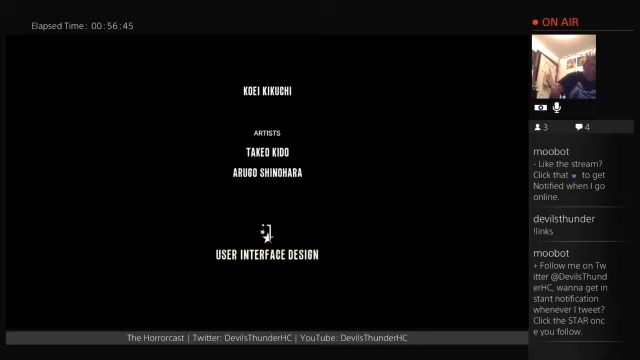 Elapsed Time : 00:56:45
ON AIR
KOEI KIKUCHI
ARTISTS
TAKEO KIDO
ARUGO SHINOHARA
USER INTERFACE DESIGN
3
4
moobot
- Like the stream?
Click that to get
Notified when I go
online.
devilsthunder
!links
moobot
+ Follow me on Tw
itter @DevilsThund
erHC, wanna get in
stant notification
whenever I tweet?
Click the STAR onc
e you follow.
The Horrorcast | Twitter: DevilsThunderHC | YouTube: DevilsThunderHC